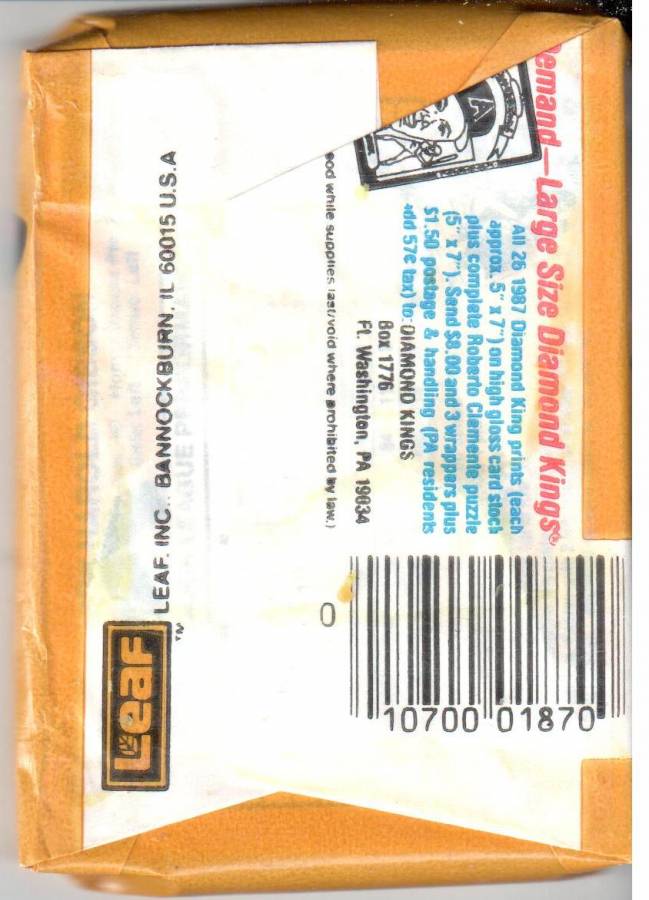 Demand—Large Size Diamond Kings®
All 26 1987 Diamond King prints (each
approx. 5" x 7") on high gloss card stock
plus complete Roberto Clemente puzzle
(5" x 7"). Send $8.00 and 3 wrappers plus
$1.50 postage & handling (PA residents
add 57¢ tax) to: DIAMOND KINGS
Box 1776
Ft. Washington, PA 19034
ood while supplies last/void where prohibited by law.)
LEAF, INC., BANNOCKBURN, IL 60015 U.S.A
Leaf™
0
10700 01870